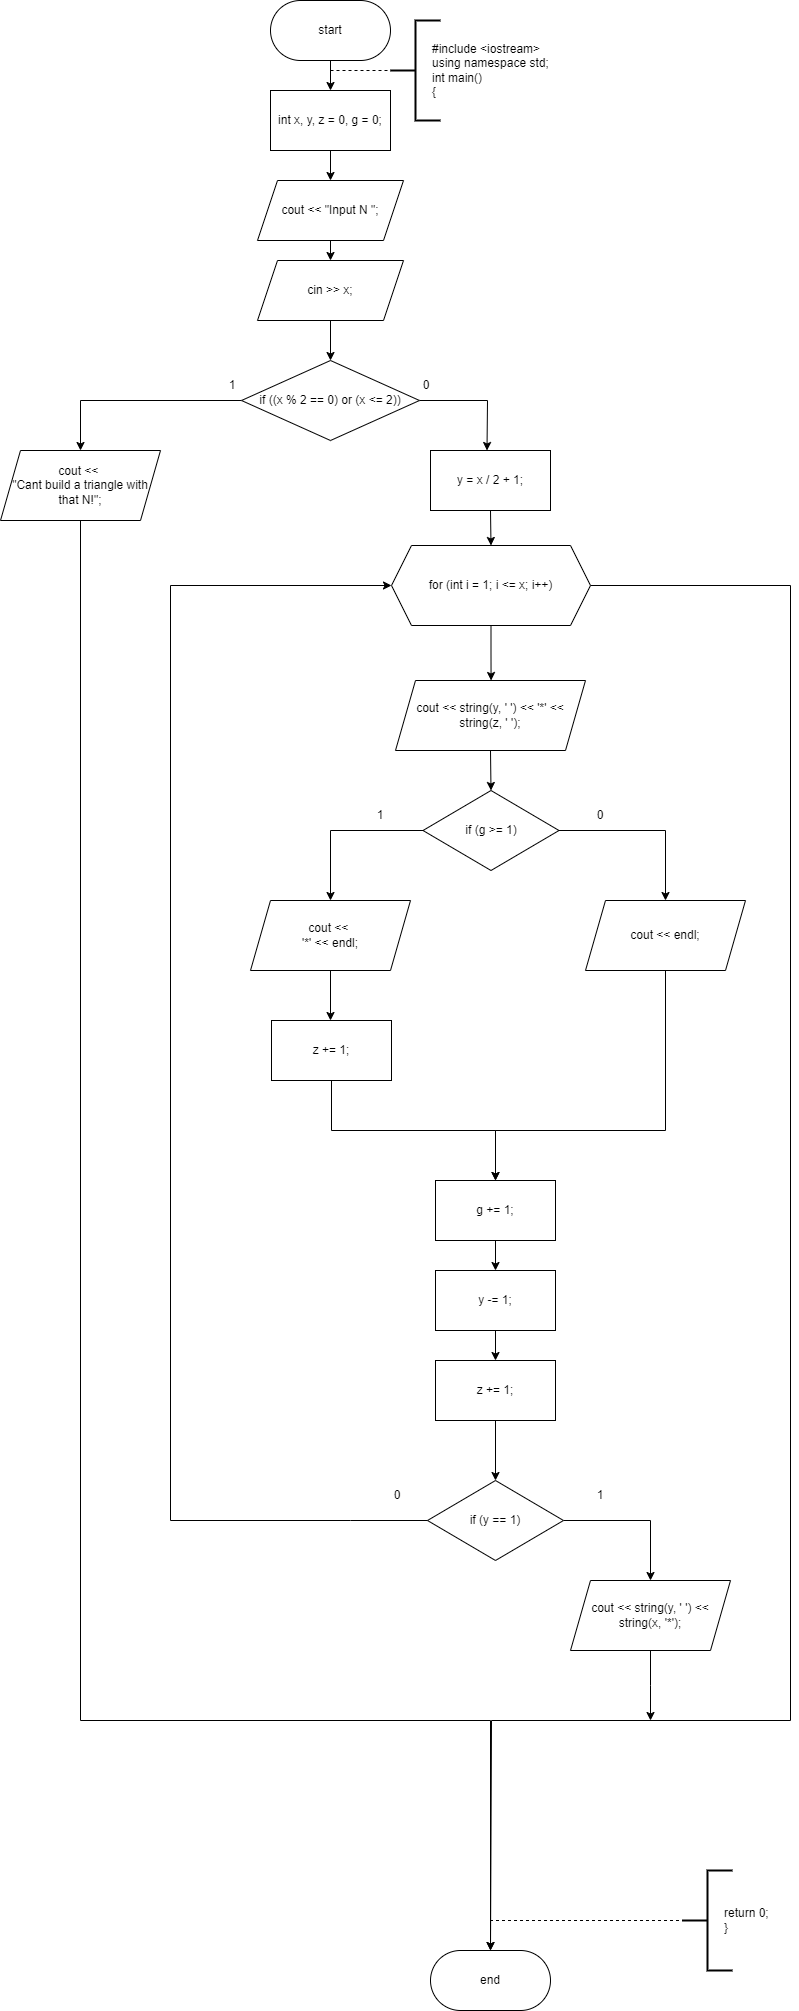 start
#include <iostream>
using namespace std;
int main()
{
int x, y, z = 0, g = 0;
cout << "Input N ";
cin >> x;
1
if ((x % 2 == 0) or (x <= 2))
0
cout <<
"Cant build a triangle with
that N!";
y = x / 2 + 1;
for (int i = 1; i <= x; i++)
cout << string(y, ' ') << '*' <<
string(z, ' ');
1
if (g >= 1)
0
cout <<
'*' << endl;
cout << endl;
z += 1;
g += 1;
y -= 1;
z += 1;
0
if (y == 1)
1
cout << string(y, ' ') <<
string(x, '*');
return 0;
}
end